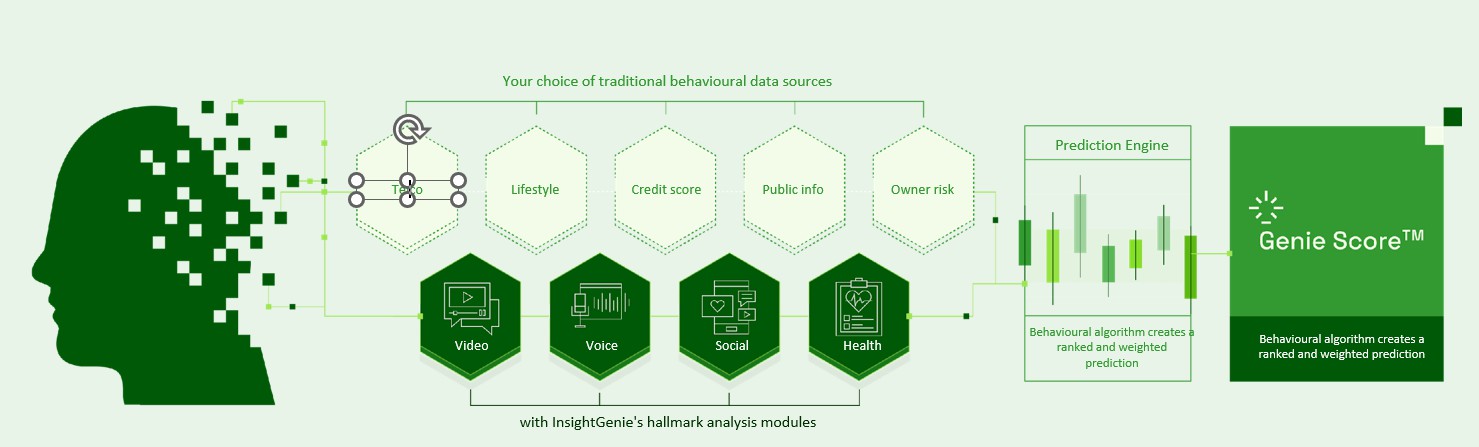 Your choice of traditional behavioural data sources
Telco
Lifestyle
Credit score
Public info
Owner risk
Video
Voice
Social
Health
with InsightGenie's hallmark analysis modules
Prediction Engine
Behavioural algorithm creates a
ranked and weighted
prediction
Genie Score™
Behavioural algorithm creates a
ranked and weighted prediction